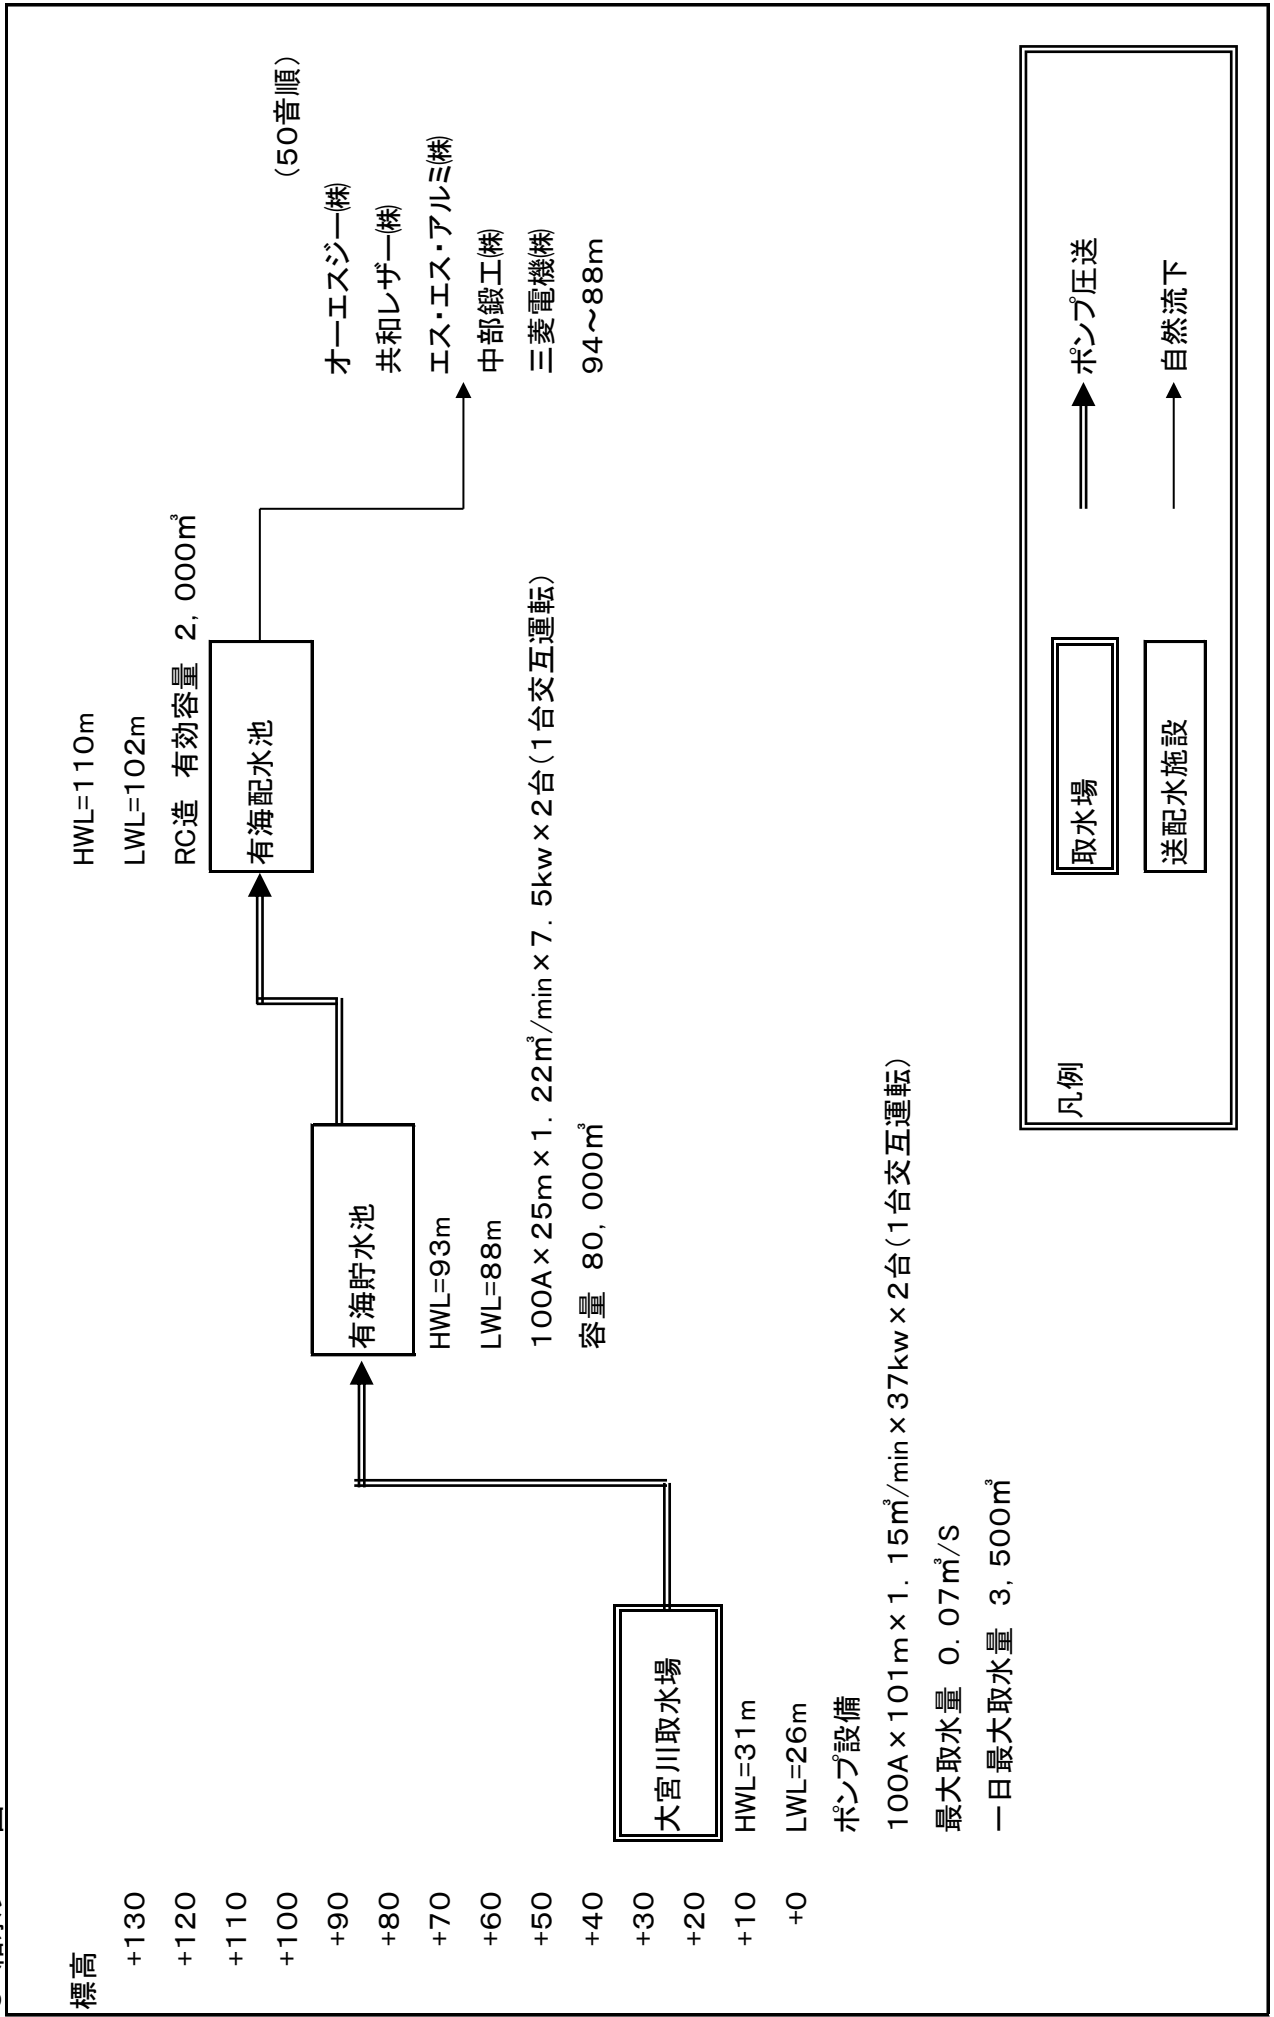 標高
+130
+120
+110
+100
+90
+80
+70
+60
+50
+40
+30
+20
+10
+0
大宮川取水場
HWL=31m
LWL=26m
ポンプ設備
100A×101m×1.15㎥/min×37kw×2台(1台交互運転)
最大取水量 0.07㎥/S
一日最大取水量 3,500㎥
有海貯水池
HWL=93m
LWL=88m
100A×25m×1.22㎥/min×7.5kw×2台(1台交互運転)
容量 80,000㎥
HWL=110m
LWL=102m
RC造 有効容量 2,000㎥
有海配水池
(50音順)
オーエスジー㈱
共和レザー㈱
エス・エス・アルミ㈱
中部鍛工㈱
三菱電機㈱
94～88m
凡例
取水場
ポンプ圧送
送配水施設
自然流下